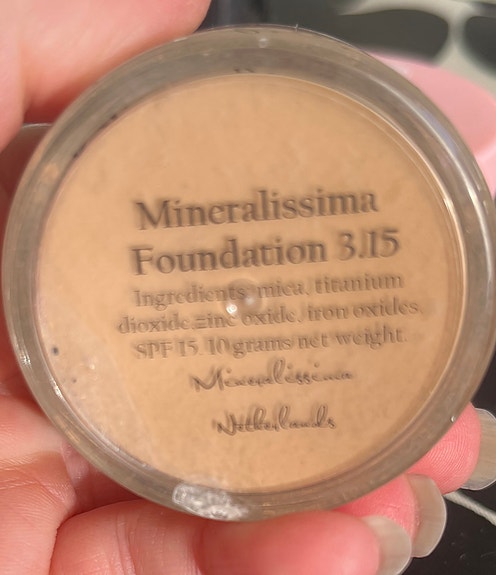 Mineralissima
Foundation 3.15
Ingredients: mica, titanium
dioxide, zinc oxide, iron oxides.
SPF 15. 10 grams net weight.
Mineralissima
Netherlands